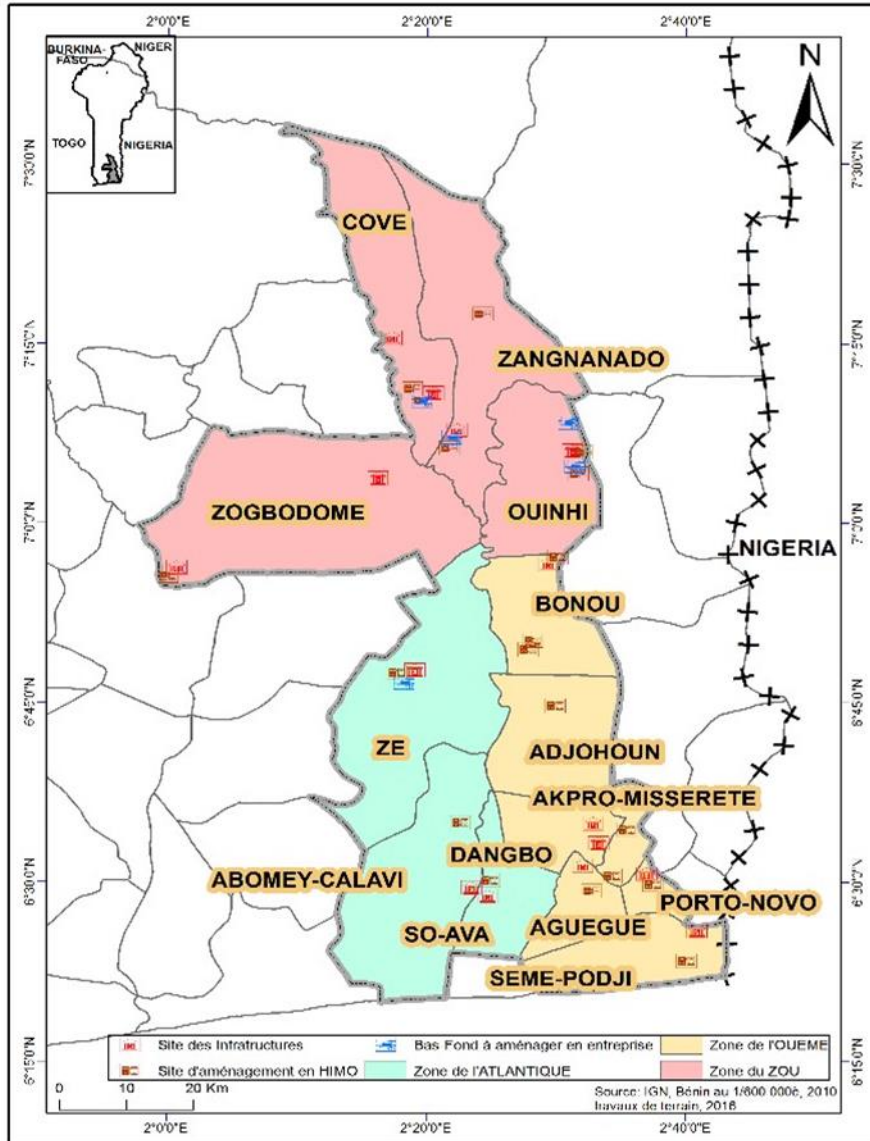 2°0'0"E 2°20'0"E 2°40'0"E
BURKINA-
FASO
NIGER
TOGO
NIGERIA
N
7°30'0"N 7°30'0"N
COVE
7°15'0"N
ZANGNANADO
ZOGBODOME
OUINHI
7°0'0"N 7°0'0"N
NIGERIA
BONOU
6°45'0"N 6°45'0"N
ZE
ADJOHOUN
AKPRO-MISSERETE
DANGBO
ABOMEY-CALAVI
6°30'0"N 6°30'0"N
PORTO-NOVO
SO-AVA
AGUEGUE
SEME-PODJI
Site des Infratructures
Bas Fond à aménager en entreprise
Zone de l'OUEME
Site d'aménagement en HIMO
Zone de l'ATLANTIQUE
Zone du ZOU
6°15'0"N 6°15'0"N
0 10 20 Km
Source: IGN, Bénin au 1/600 000è, 2010
travaux de terrain, 2016
2°0'0"E 2°20'0"E 2°40'0"E